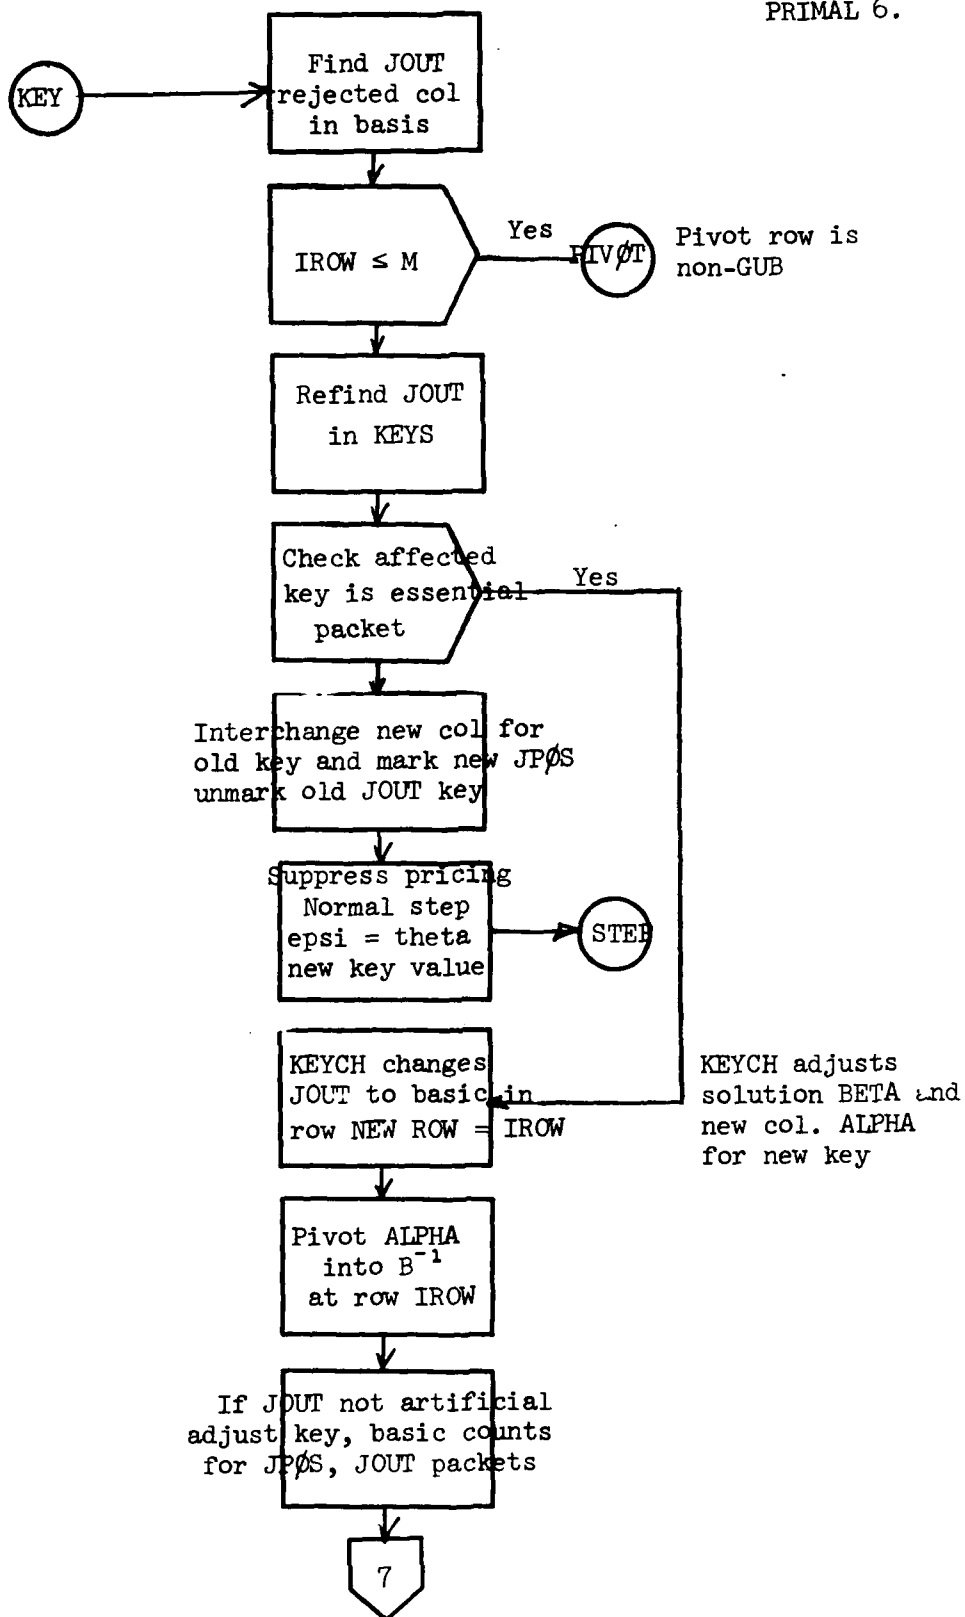 PRIMAL 6.
KEY
Find JOUT
rejected col
in basis
IROW ≤ M
Yes
PIVØT
Pivot row is
non-GUB
Refind JOUT
in KEYS
Check affected
key is essential
packet
Yes
Interchange new col for
old key and mark new JPØS
unmark old JOUT key
Suppress pricing
Normal step
epsi = theta
new key value
STEP
KEYCH changes
JOUT to basic in
row NEW ROW = IROW
KEYCH adjusts
solution BETA and
new col. ALPHA
for new key
Pivot ALPHA
into B⁻¹
at row IROW
If JOUT not artificial
adjust key, basic counts
for JPØS, JOUT packets
7